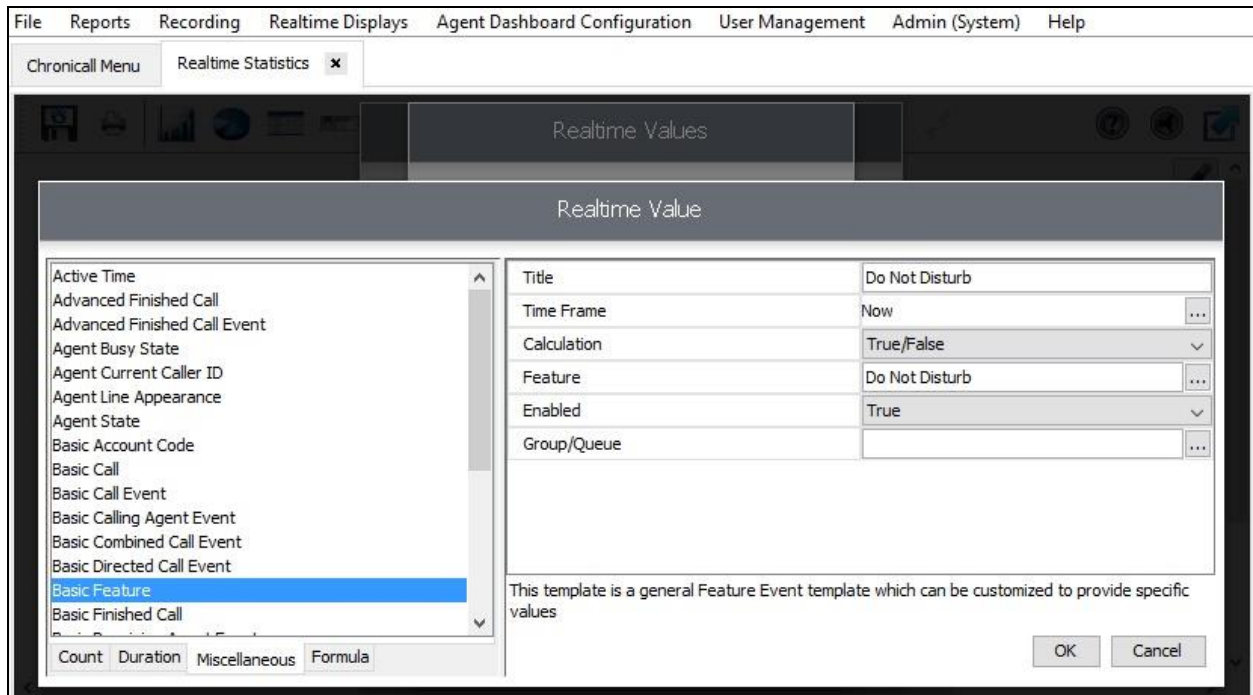 File Reports Recording Realtime Displays Agent Dashboard Configuration User Management Admin (System) Help
Chronicall Menu Realtime Statistics
Realtime Values
Realtime Value
Active Time
Advanced Finished Call
Advanced Finished Call Event
Agent Busy State
Agent Current Caller ID
Agent Line Appearance
Agent State
Basic Account Code
Basic Call
Basic Call Event
Basic Calling Agent Event
Basic Combined Call Event
Basic Directed Call Event
Basic Feature
Basic Finished Call
Count Duration Miscellaneous Formula
Title Do Not Disturb
Time Frame Now ...
Calculation True/False
Feature Do Not Disturb ...
Enabled True
Group/Queue ...
This template is a general Feature Event template which can be customized to provide specific
values
OK Cancel